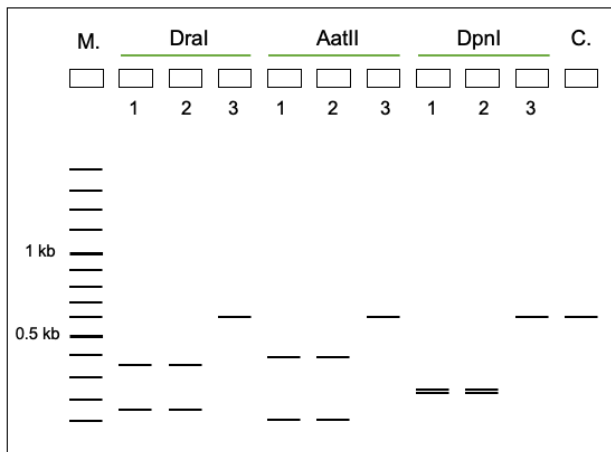 M. DraI AatII DpnI C.
1 2 3 1 2 3 1 2 3
1 kb
0.5 kb